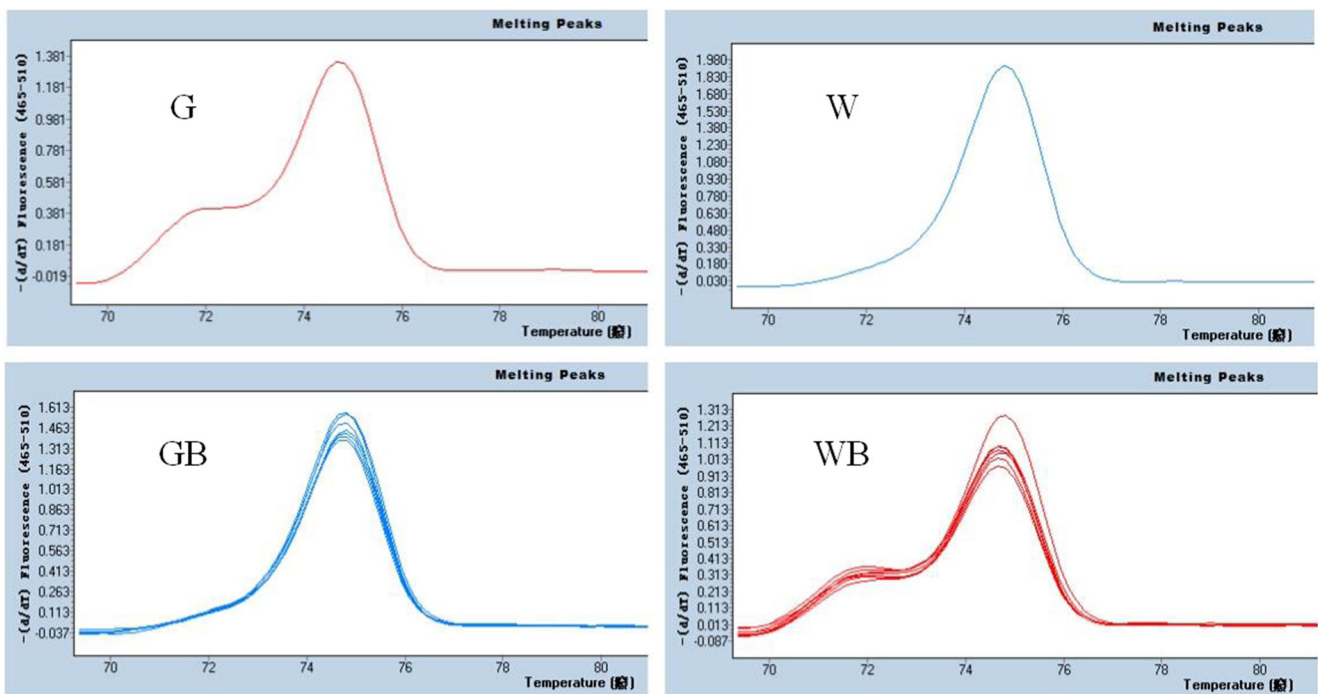 Melting Peaks
-(d/dT) Fluorescence (465-510)
1.381
1.181
0.981
0.781
0.581
0.381
0.181
-0.019
G
70 72 74 76 78 80
Temperature (癈)
Melting Peaks
-(d/dT) Fluorescence (465-510)
1.980
1.830
1.680
1.530
1.380
1.230
1.080
0.930
0.780
0.630
0.480
0.330
0.180
0.030
W
70 72 74 76 78 80
Temperature (癈)
Melting Peaks
-(d/dT) Fluorescence (465-510)
1.613
1.463
1.313
1.163
1.013
0.863
0.713
0.563
0.413
0.263
0.113
-0.037
GB
70 72 74 76 78 80
Temperature (癈)
Melting Peaks
-(d/dT) Fluorescence (465-510)
1.313
1.213
1.113
1.013
0.913
0.813
0.713
0.613
0.513
0.413
0.313
0.213
0.113
0.013
-0.087
WB
70 72 74 76 78 80
Temperature (癈)